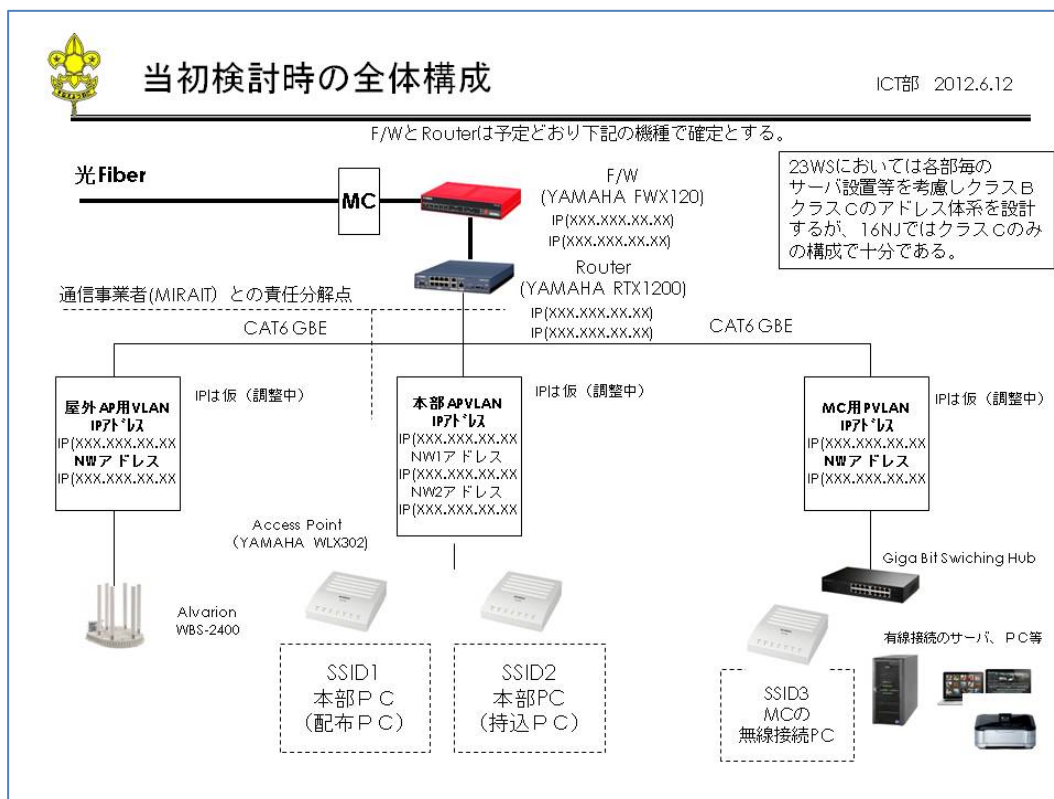 当初検討時の全体構成
ICT部 2012.6.12
F/WとRouterは予定どおり下記の機種で確定とする。
光Fiber
MC
F/W
(YAMAHA FWX120)
IP(XXX.XXX.XX.XX)
IP(XXX.XXX.XX.XX)
23WSにおいては各部毎の
サーバ設置等を考慮しクラスB
クラスCのアドレス体系を設計
するが、16NJではクラスCのみ
の構成で十分である。
Router
(YAMAHA RTX1200)
IP(XXX.XXX.XX.XX)
IP(XXX.XXX.XX.XX)
通信事業者(MIRAIT）との責任分解点
CAT6 GBE
CAT6 GBE
屋外AP用VLAN
IPｱﾄﾞﾚｽ
IP(XXX.XXX.XX.XX
NWアドレス
IP(XXX.XXX.XX.XX
IPは仮（調整中）
本部APVLAN
IPｱﾄﾞﾚｽ
IP(XXX.XXX.XX.XX
NW1アドレス
IP(XXX.XXX.XX.XX
NW2アドレス
IP(XXX.XXX.XX.XX
IPは仮（調整中）
MC用PVLAN
IPｱﾄﾞﾚｽ
IP(XXX.XXX.XX.XX
NWアドレス
IP(XXX.XXX.XX.XX
IPは仮（調整中）
Access Point
（YAMAHA WLX302)
Giga Bit Swiching Hub
Alvarion
WBS-2400
有線接続のサーバ、ＰＣ等
SSID1
本部ＰＣ
（配布ＰＣ）
SSID2
本部PC
（持込ＰＣ）
SSID3
MCの
無線接続PC